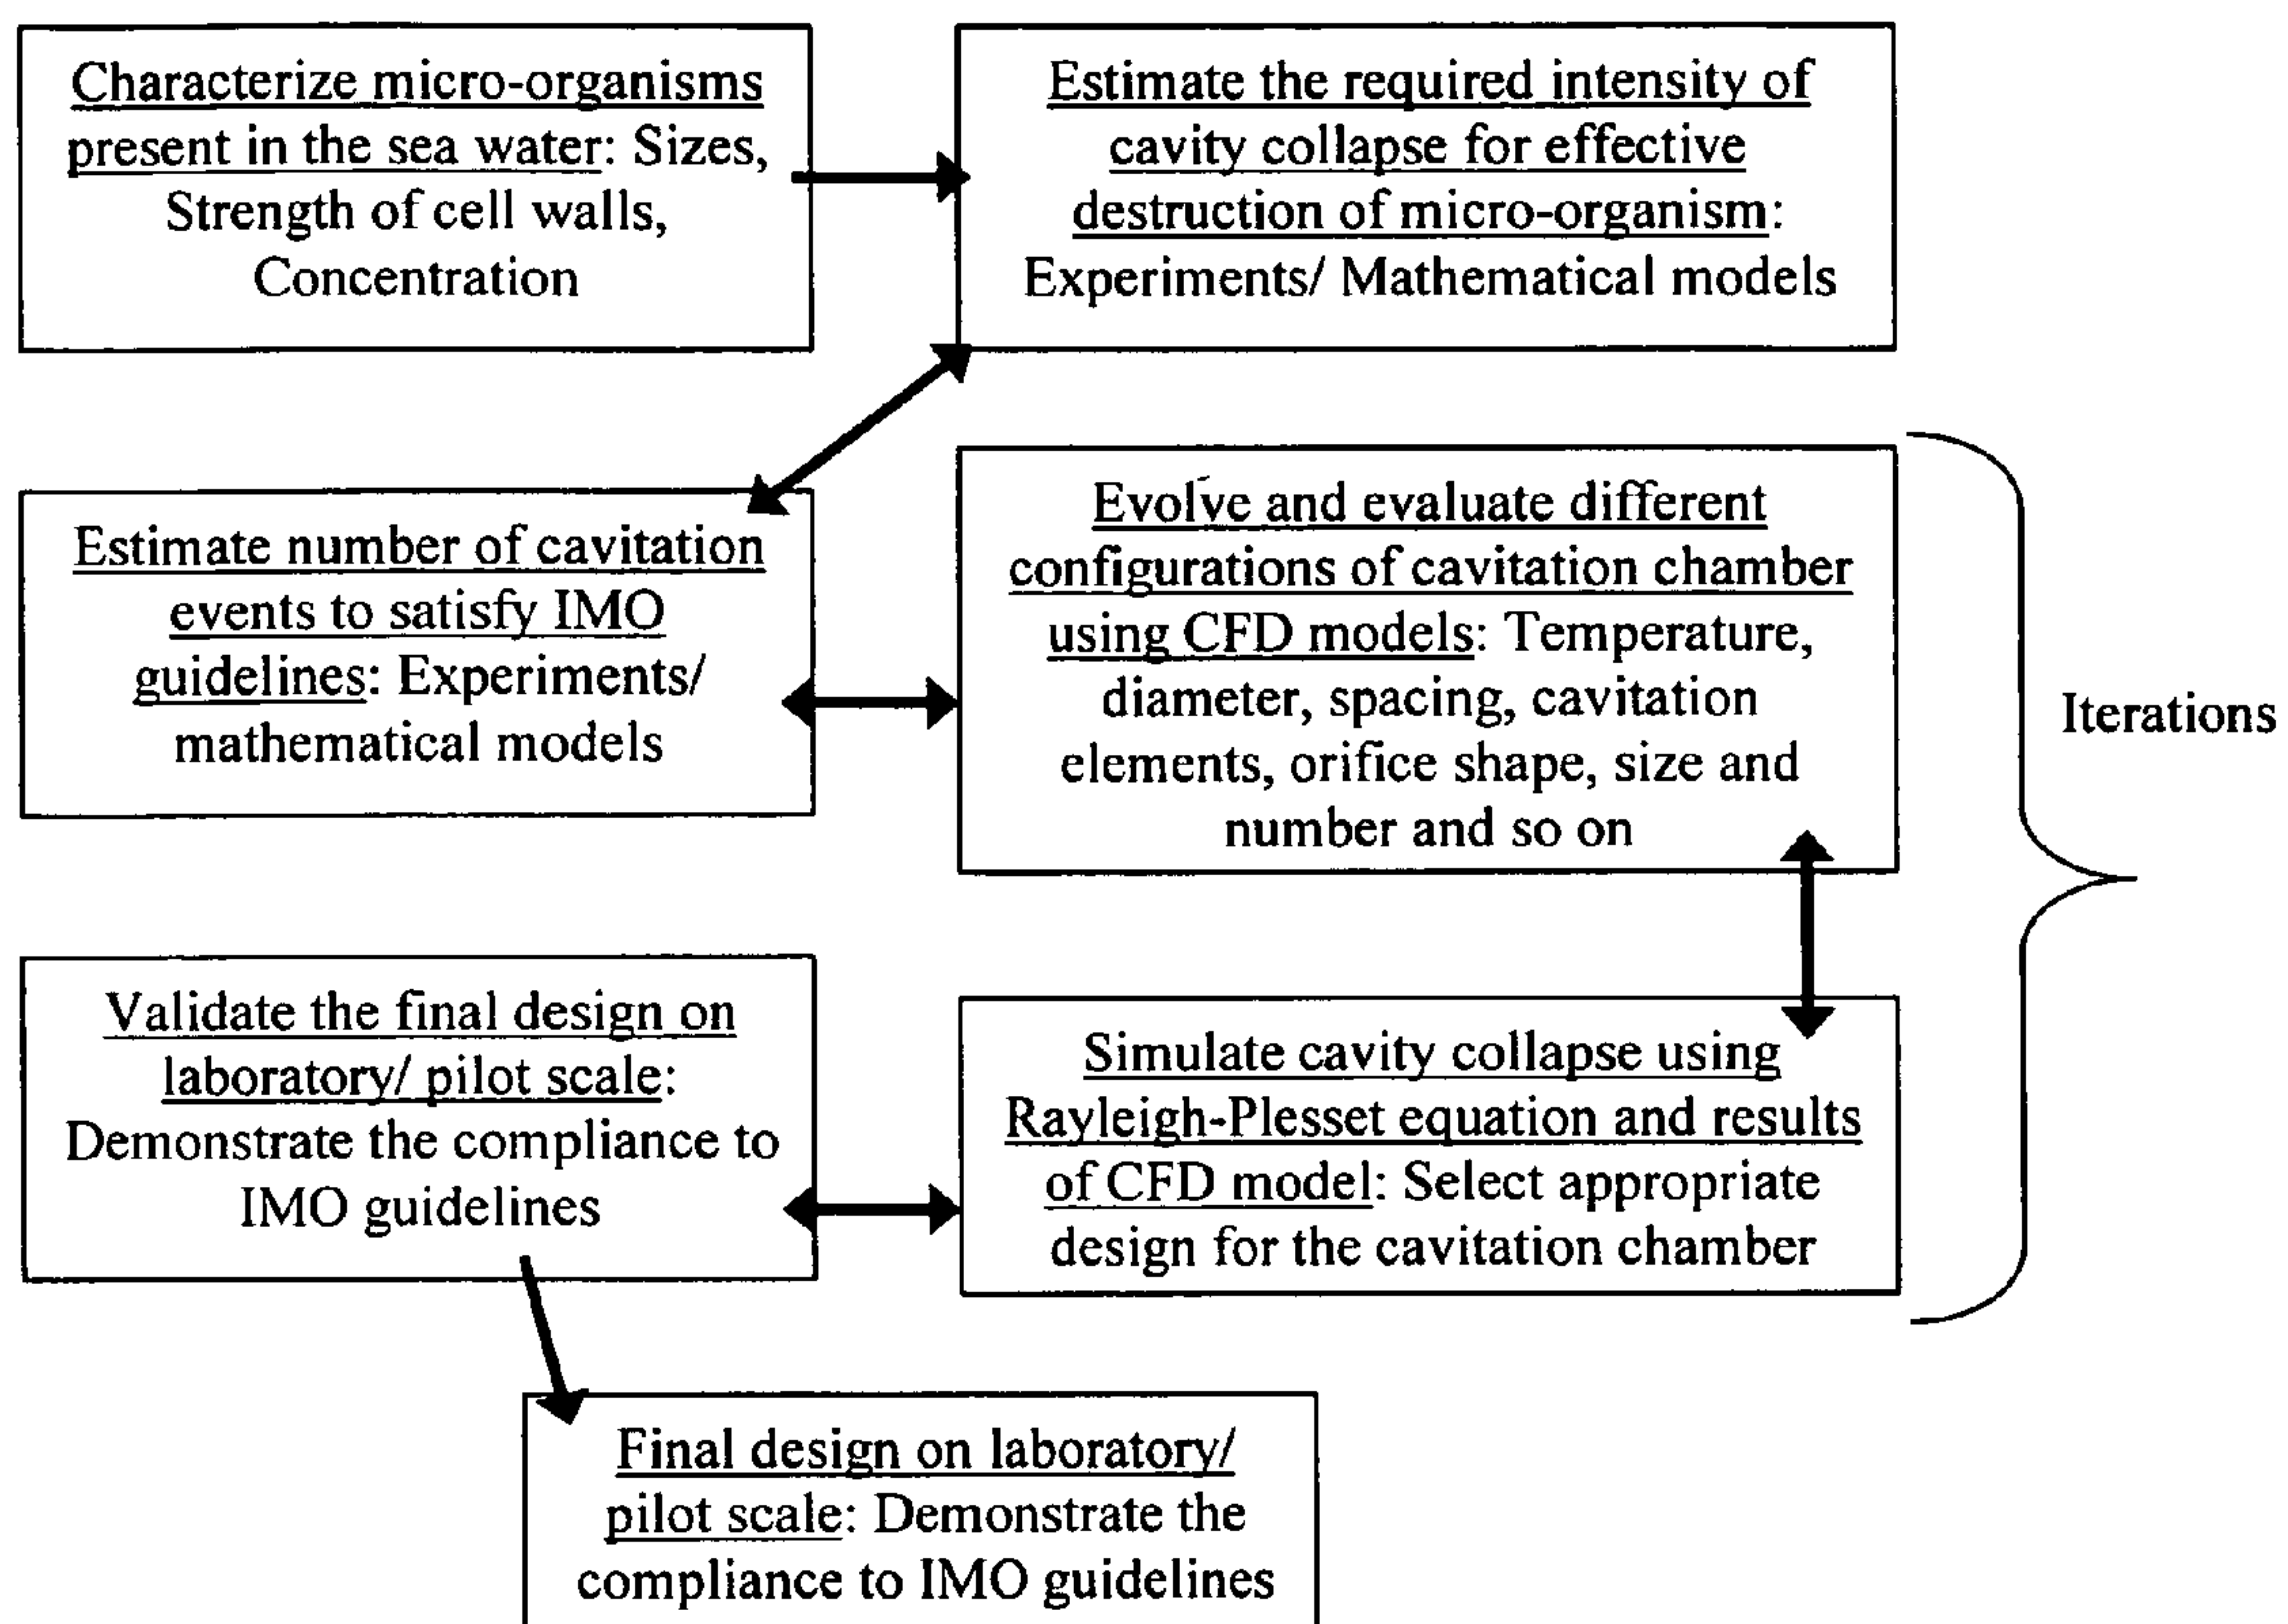 Characterize micro-organisms
present in the sea water: Sizes,
Strength of cell walls,
Concentration
Estimate the required intensity of
cavity collapse for effective
destruction of micro-organism:
Experiments/ Mathematical models
Estimate number of cavitation
events to satisfy IMO
guidelines: Experiments/
mathematical models
Evolve and evaluate different
configurations of cavitation chamber
using CFD models: Temperature,
diameter, spacing, cavitation
elements, orifice shape, size and
number and so on
Iterations
Simulate cavity collapse using
Rayleigh-Plesset equation and results
of CFD model: Select appropriate
design for the cavitation chamber
Validate the final design on
laboratory/ pilot scale:
Demonstrate the compliance to
IMO guidelines
Final design on laboratory/
pilot scale: Demonstrate the
compliance to IMO guidelines